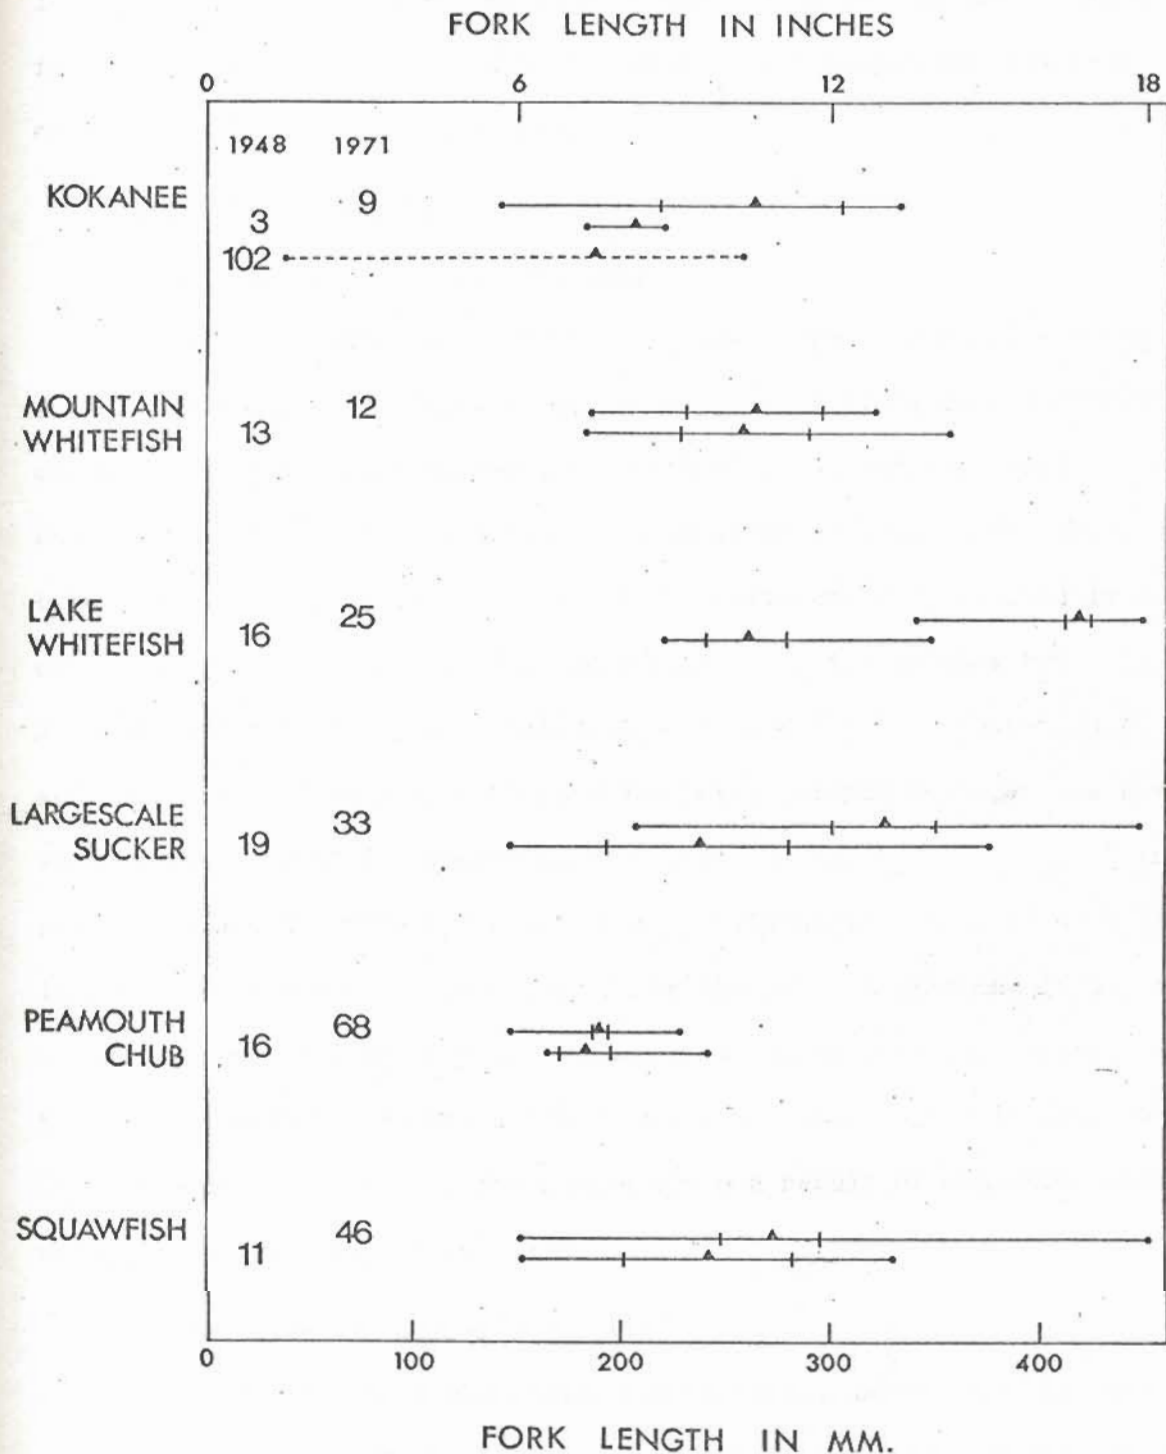 FORK LENGTH IN INCHES
0 6 12 18
1948 1971
KOKANEE 9
3
102
MOUNTAIN 12
WHITEFISH 13
LAKE 25
WHITEFISH 16
LARGESCALE 33
SUCKER 19
PEAMOUTH 68
CHUB 16
SQUAWFISH 46
11
0 100 200 300 400
FORK LENGTH IN MM.